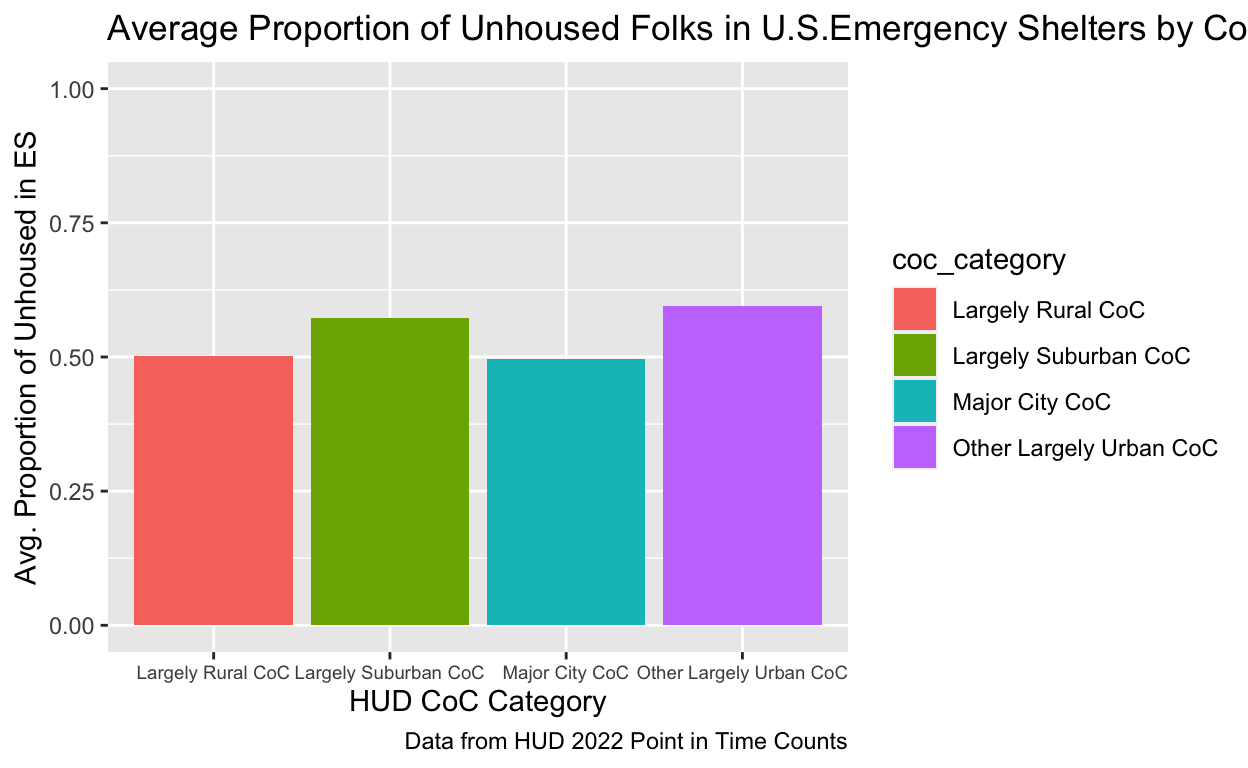 Average Proportion of Unhoused Folks in U.S.Emergency Shelters by Co
Avg. Proportion of Unhoused in ES
1.00
0.75
0.50
0.25
0.00
Largely Rural CoC
Largely Suburban CoC
Major City CoC
Other Largely Urban CoC
HUD CoC Category
Data from HUD 2022 Point in Time Counts
coc_category
Largely Rural CoC
Largely Suburban CoC
Major City CoC
Other Largely Urban CoC